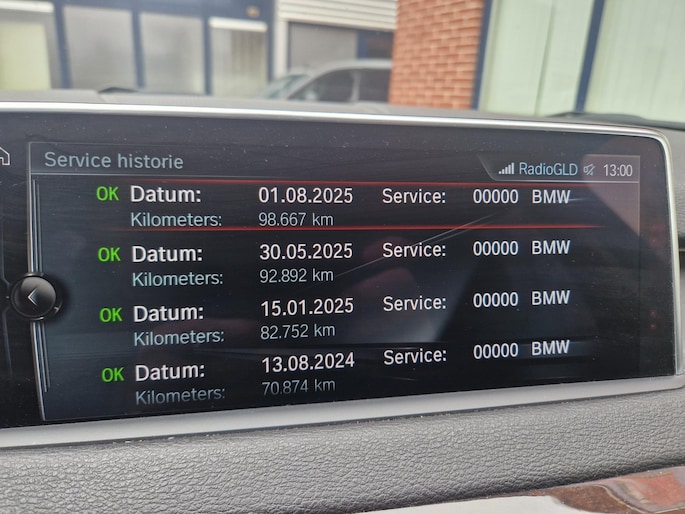 Service historie RadioGLD 13:00
OK Datum: 01.08.2025 Service: 00000 BMW
Kilometers: 98.667 km
OK Datum: 30.05.2025 Service: 00000 BMW
Kilometers: 92.892 km
OK Datum: 15.01.2025 Service: 00000 BMW
Kilometers: 82.752 km
OK Datum: 13.08.2024 Service: 00000 BMW
Kilometers: 70.874 km